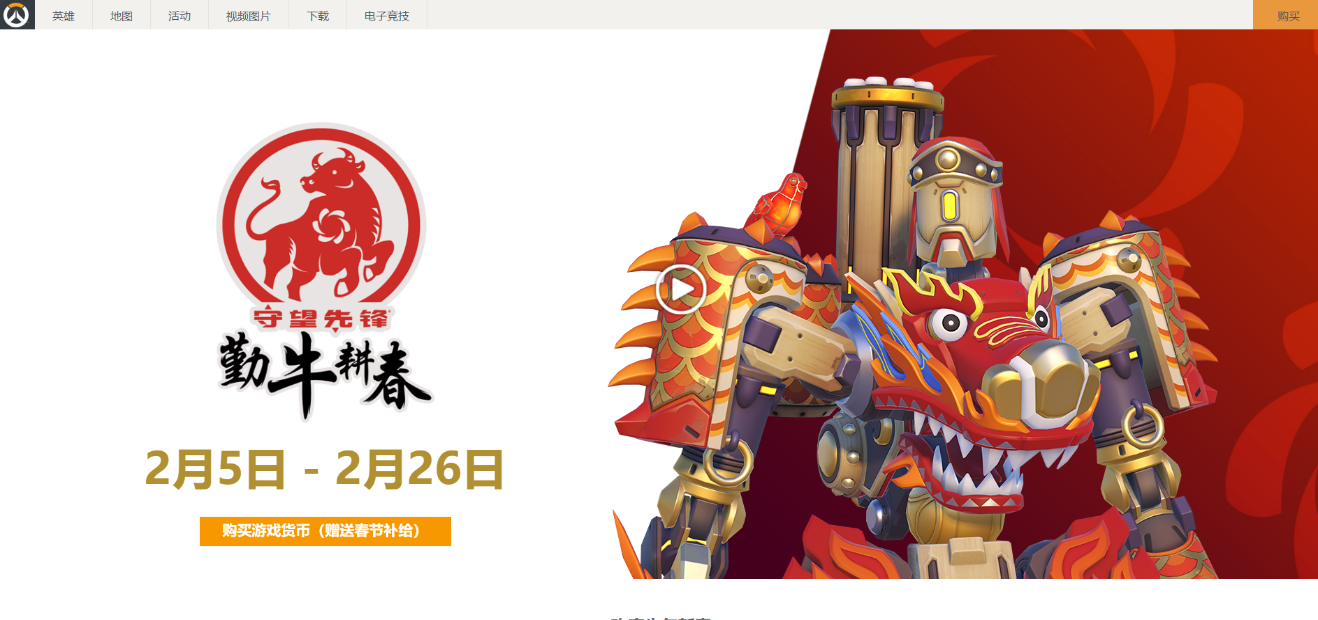 英雄
地图
活动
视频图片
下载
电子竞技
购买
守望先锋
勤牛耕春
2月5日 - 2月26日
购买游戏货币（赠送春节补给）